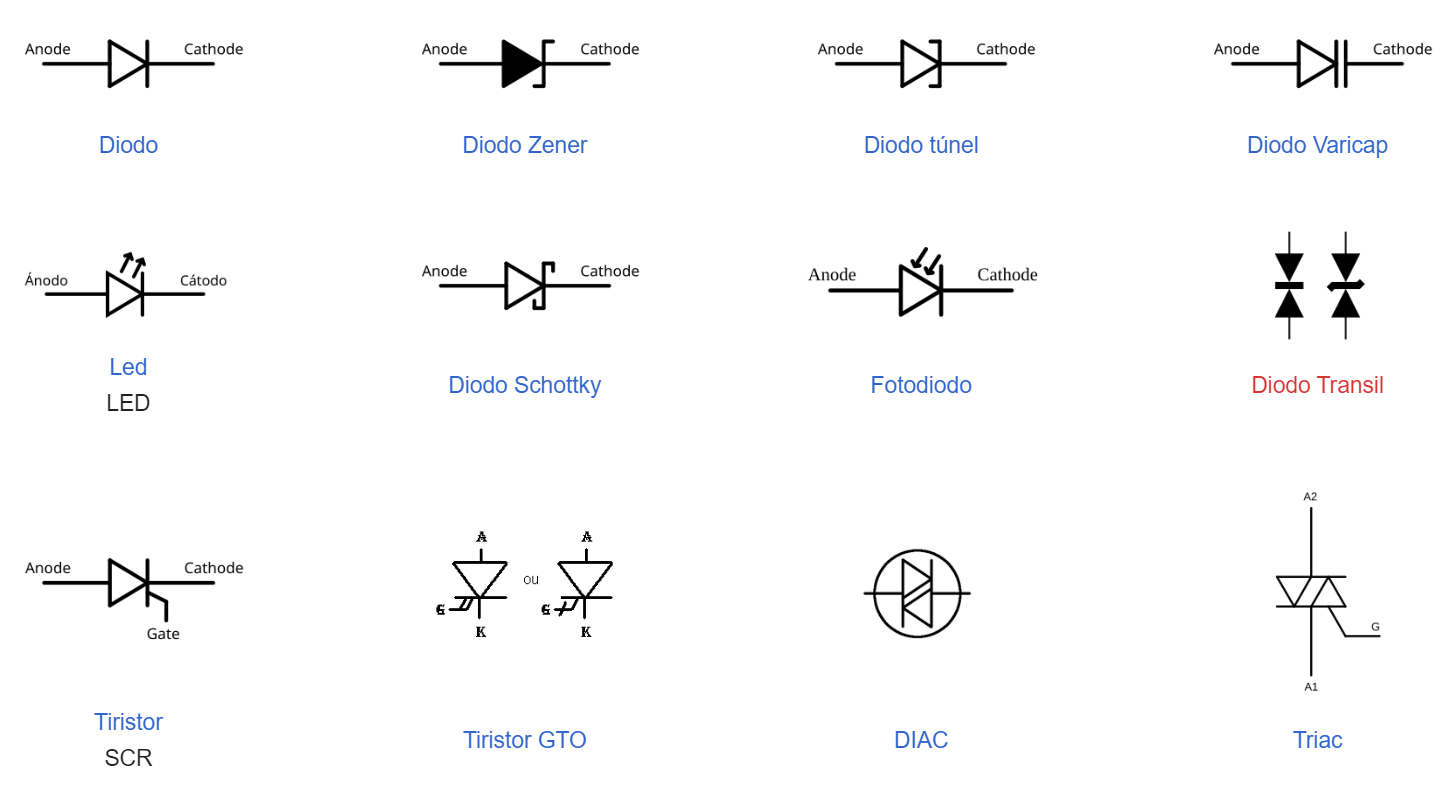 Anode Cathode
Diodo
Anode Cathode
Diodo Zener
Anode Cathode
Diodo túnel
Anode Cathode
Diodo Varicap
Ánodo Cátodo
Led
LED
Anode Cathode
Diodo Schottky
Anode Cathode
Fotodiodo
Diodo Transil
Anode Cathode
Gate
Tiristor
SCR
A A
ou
G G
K K
Tiristor GTO
DIAC
A2
G
A1
Triac